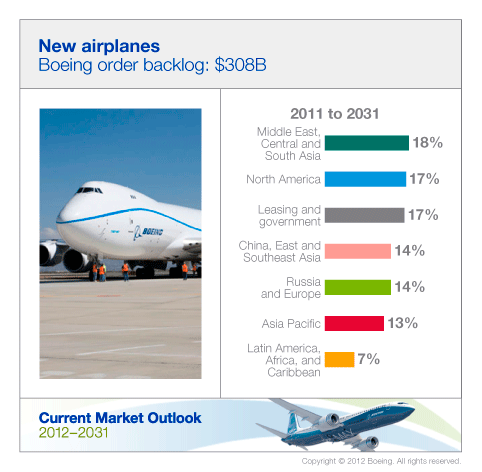 New airplanes
Boeing order backlog: $308B
2011 to 2031
Middle East,
Central and
South Asia
18%
North America
17%
Leasing and
government
17%
China, East and
Southeast Asia
14%
Russia
and Europe
14%
Asia Pacific
13%
Latin America,
Africa, and
Caribbean
7%
BOEING
Current Market Outlook
2012–2031
Copyright © 2012 Boeing. All rights reserved.